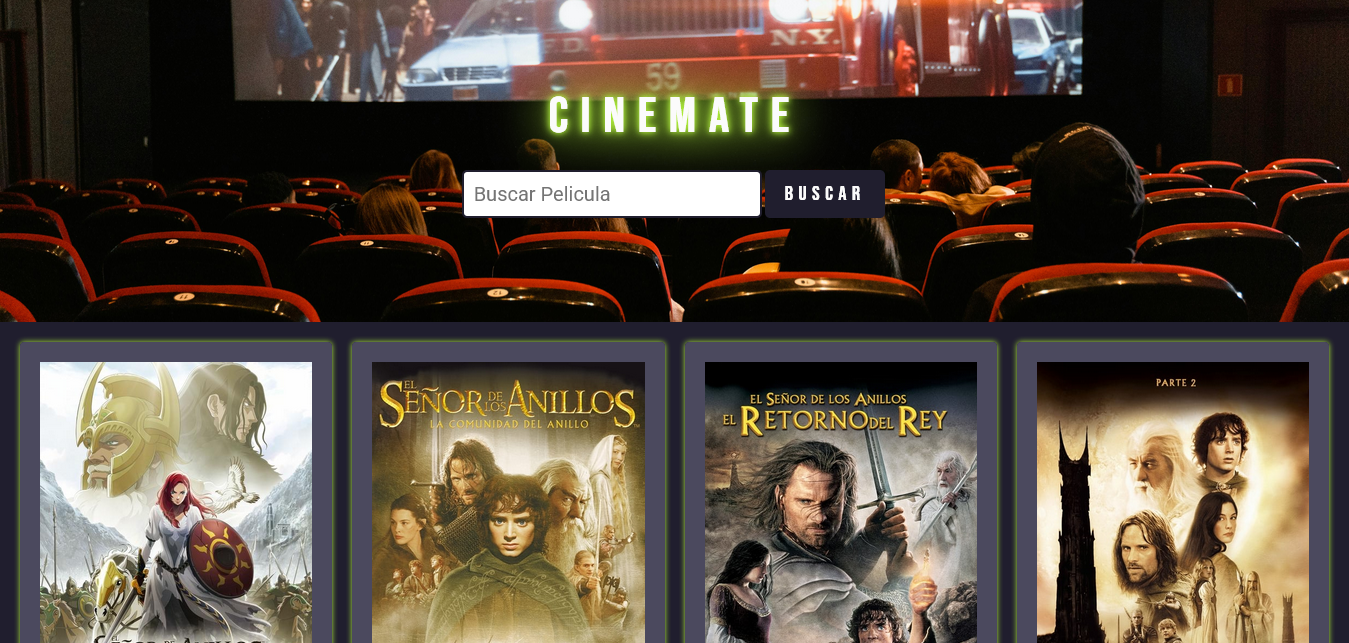 F.D.
N.Y.
59
CINEMATE
Buscar Pelicula
BUSCAR
EL
SEÑOR DE LOS ANILLOS
LA COMUNIDAD DEL ANILLO
EL SEÑOR DE LOS ANILLOS
EL RETORNO DEL REY
PARTE 2